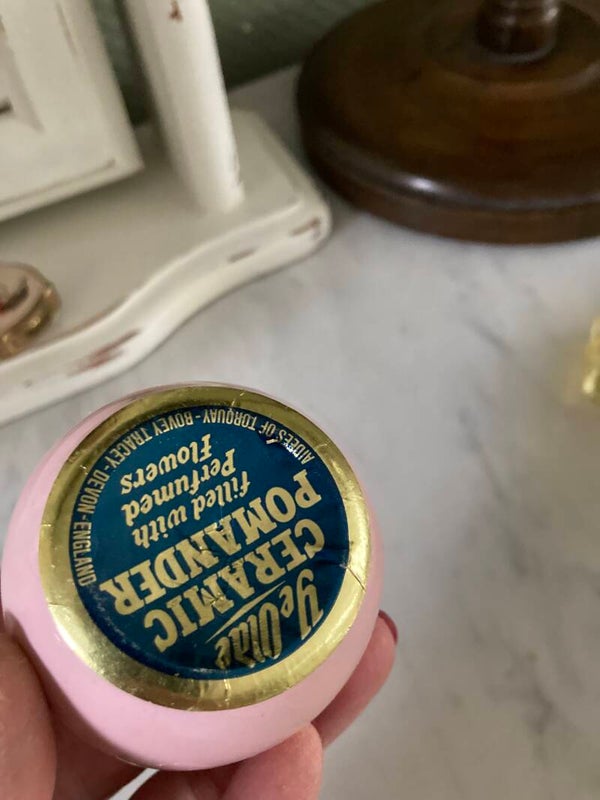 Ye Olde
CERAMIC
POMANDER
filled with
Perfumed
Flowers
AIDEES OF TORQUAY - BOVEY TRACEY - DEVON - ENGLAND